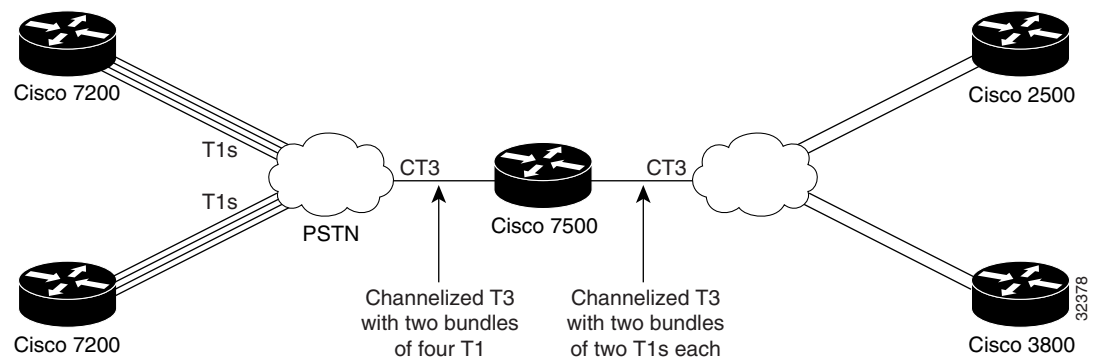 Cisco 7200
T1s
T1s
Cisco 7200
PSTN
CT3
Channelized T3
with two bundles
of four T1
Cisco 7500
CT3
Channelized T3
with two bundles
of two T1s each
Cisco 2500
Cisco 3800
32378